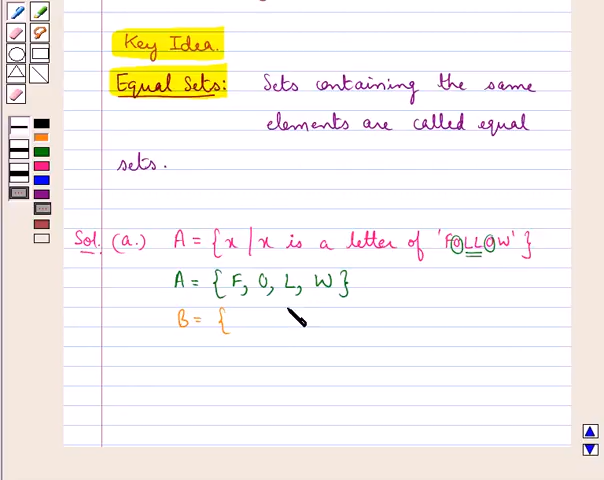 Key Idea.
Equal Sets: Sets containing the same
elements are called equal
sets.
Sol. (a.) A = {x | x is a letter of 'FOLLOW'}
A = {F, O, L, W}
B = {